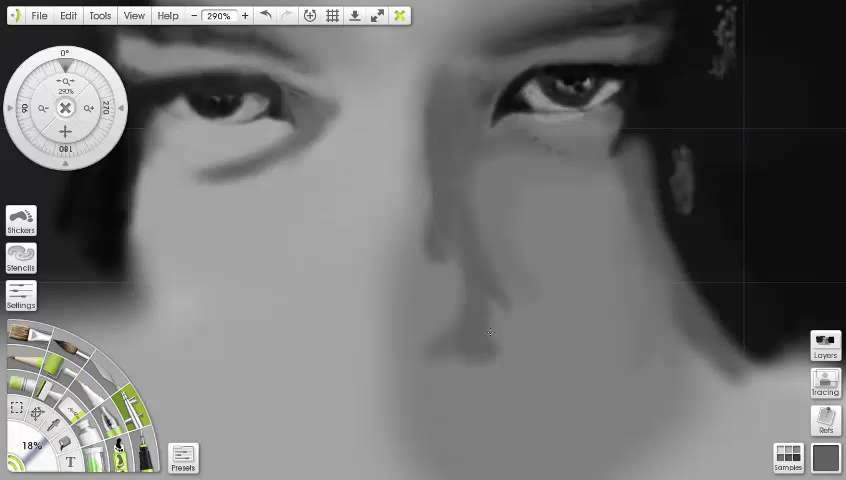 File Edit Tools View Help 290%
0°
290%
90
270
180
Stickers
Stencils
Settings
Layers
Tracing
Refs
18%
T
Presets
Samples